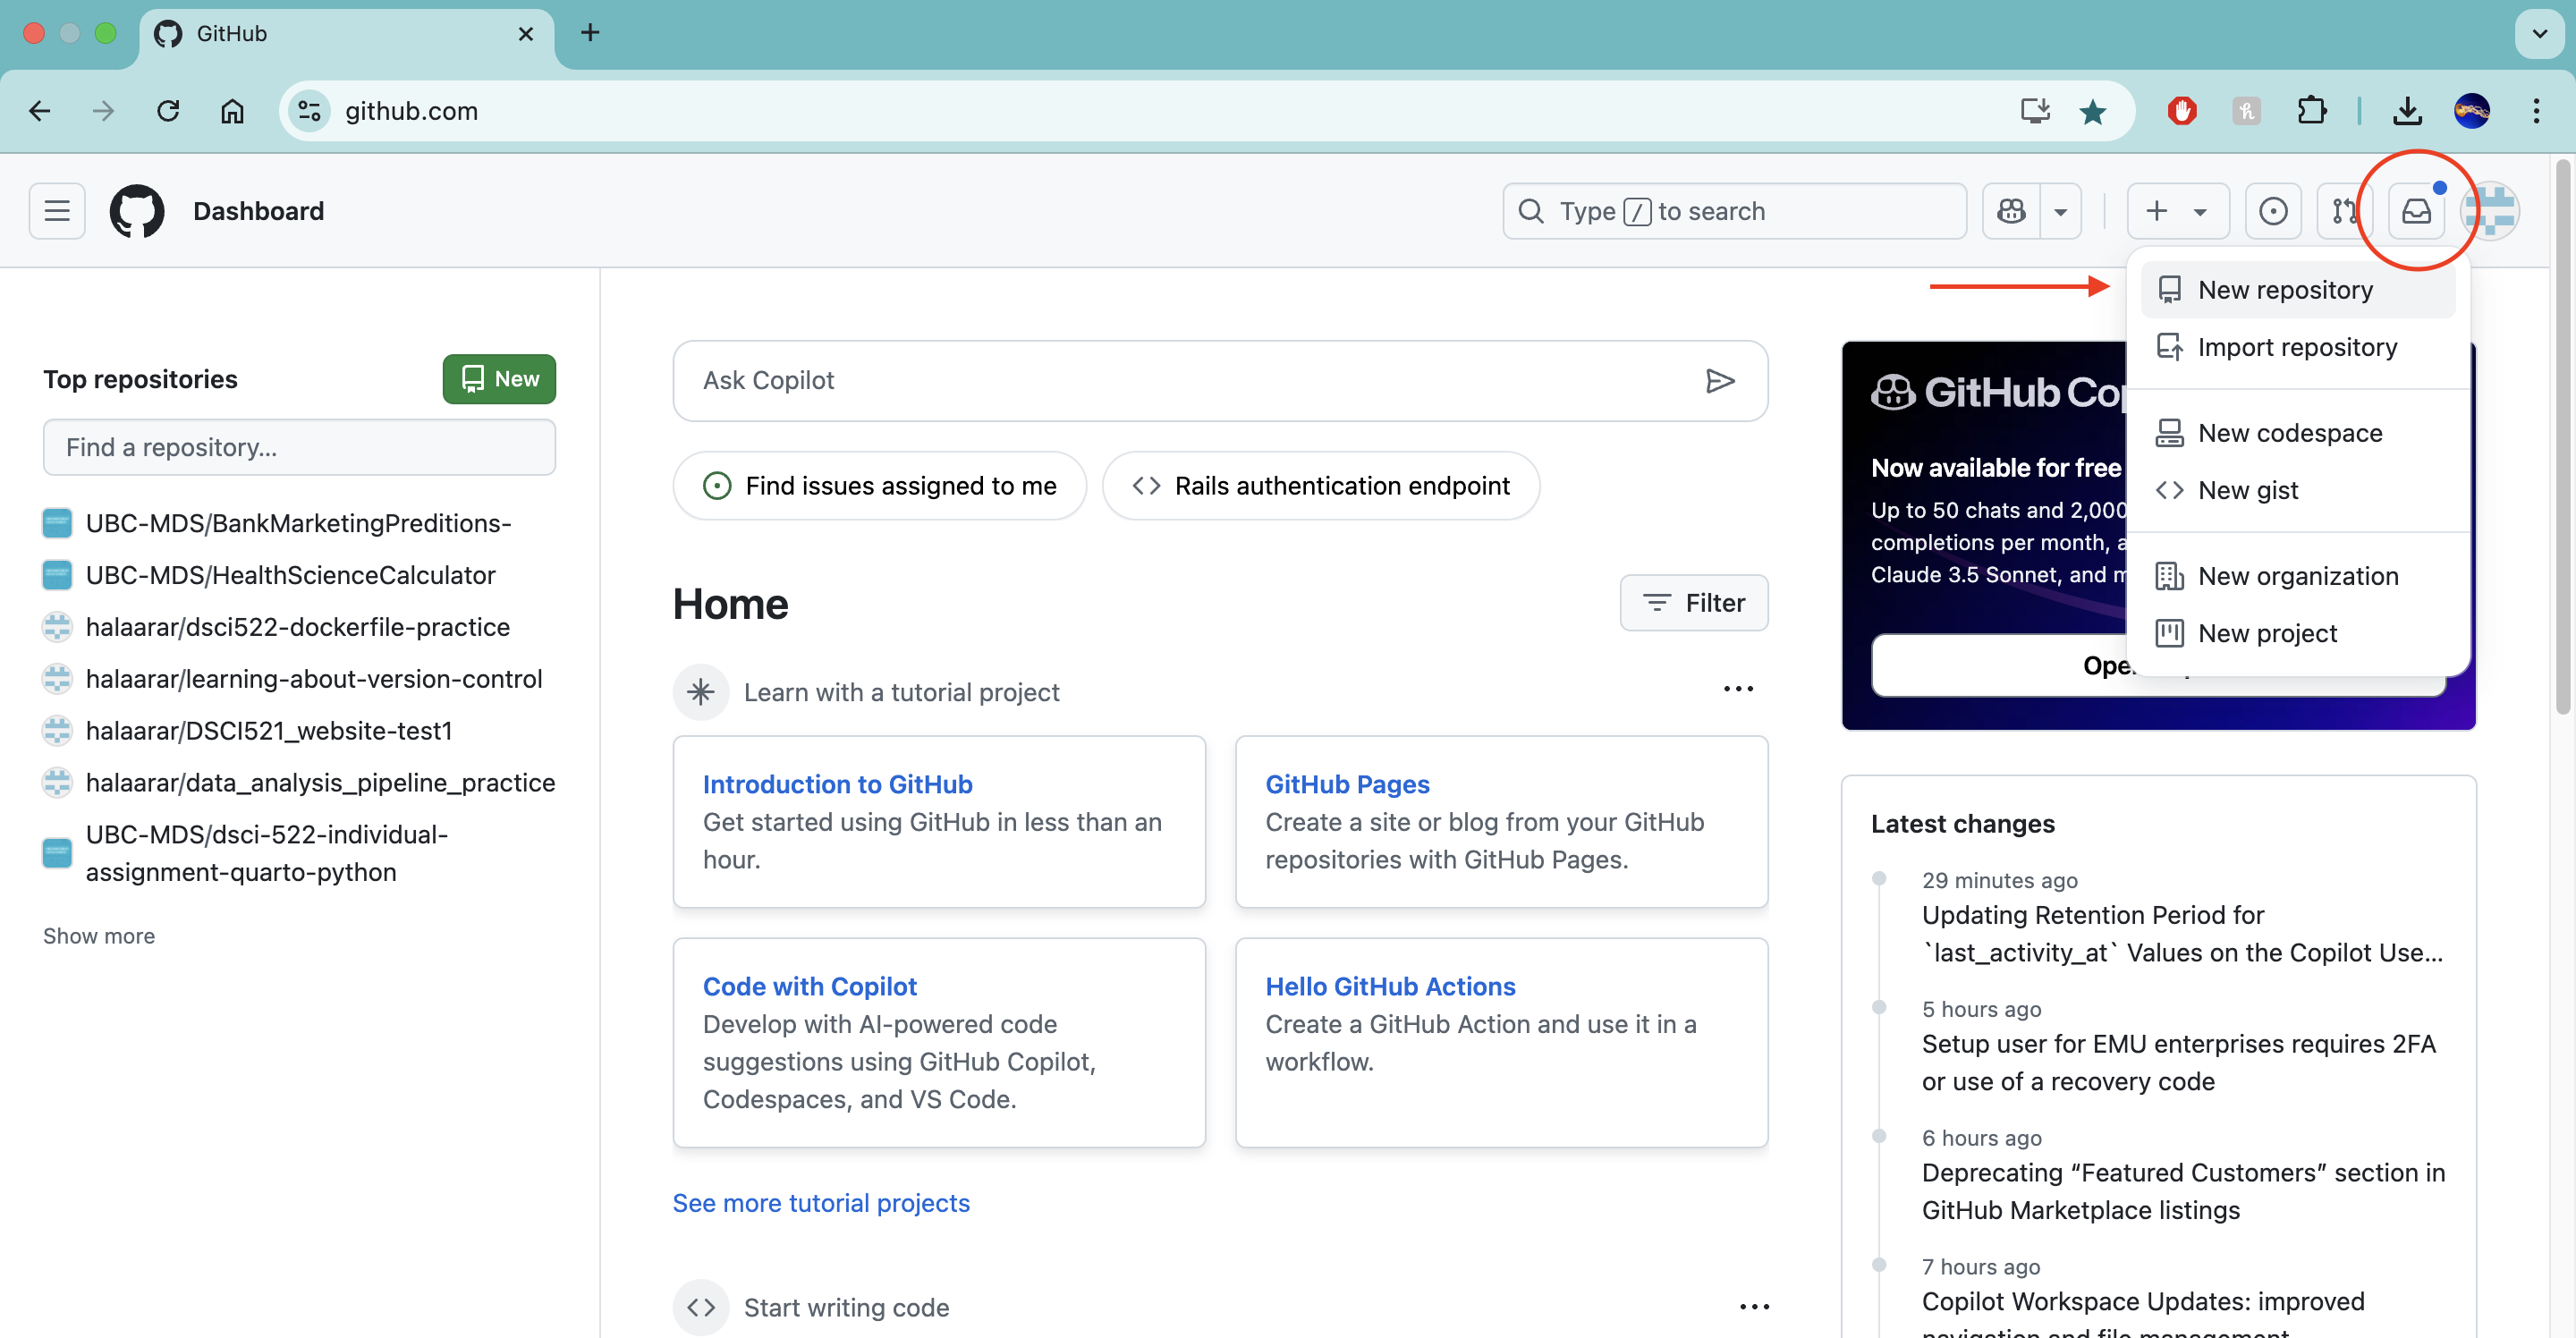 GitHub
github.com
Dashboard
Type / to search
New repository
Import repository
New codespace
New gist
New organization
New project
Top repositories
New
Find a repository...
UBC-MDS/BankMarketingPreditions-
UBC-MDS/HealthScienceCalculator
halaarar/dsci522-dockerfile-practice
halaarar/learning-about-version-control
halaarar/DSCI521_website-test1
halaarar/data_analysis_pipeline_practice
UBC-MDS/dsci-522-individual-
assignment-quarto-python
Show more
Ask Copilot
Find issues assigned to me
Rails authentication endpoint
Home
Filter
Learn with a tutorial project
Introduction to GitHub
Get started using GitHub in less than an
hour.
GitHub Pages
Create a site or blog from your GitHub
repositories with GitHub Pages.
Code with Copilot
Develop with AI-powered code
suggestions using GitHub Copilot,
Codespaces, and VS Code.
Hello GitHub Actions
Create a GitHub Action and use it in a
workflow.
See more tutorial projects
Start writing code
GitHub
Now available for free
Up to 50 chats and 2,000
completions per month,
Claude 3.5 Sonnet, and
Latest changes
29 minutes ago
Updating Retention Period for
`last_activity_at` Values on the Copilot Use...
5 hours ago
Setup user for EMU enterprises requires 2FA
or use of a recovery code
6 hours ago
Deprecating “Featured Customers” section in
GitHub Marketplace listings
7 hours ago
Copilot Workspace Updates: improved
navigation and file management